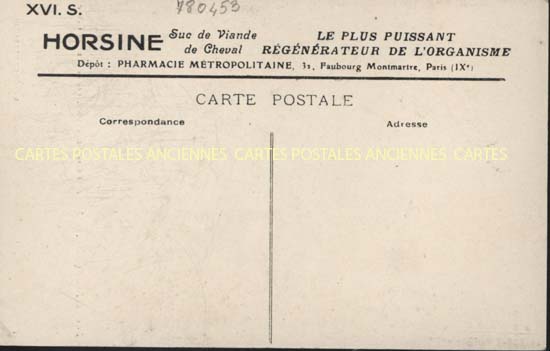 XVI. S.
780453
HORSINE Suc de Viande de Cheval
LE PLUS PUISSANT
RÉGÉNÉRATEUR DE L'ORGANISME
Dépôt : PHARMACIE MÉTROPOLITAINE, 31, Faubourg Montmartre, Paris (IXe)
CARTE POSTALE
Correspondance
Adresse
CARTES POSTALES ANCIENNES CARTES POSTALES ANCIENNES CARTES